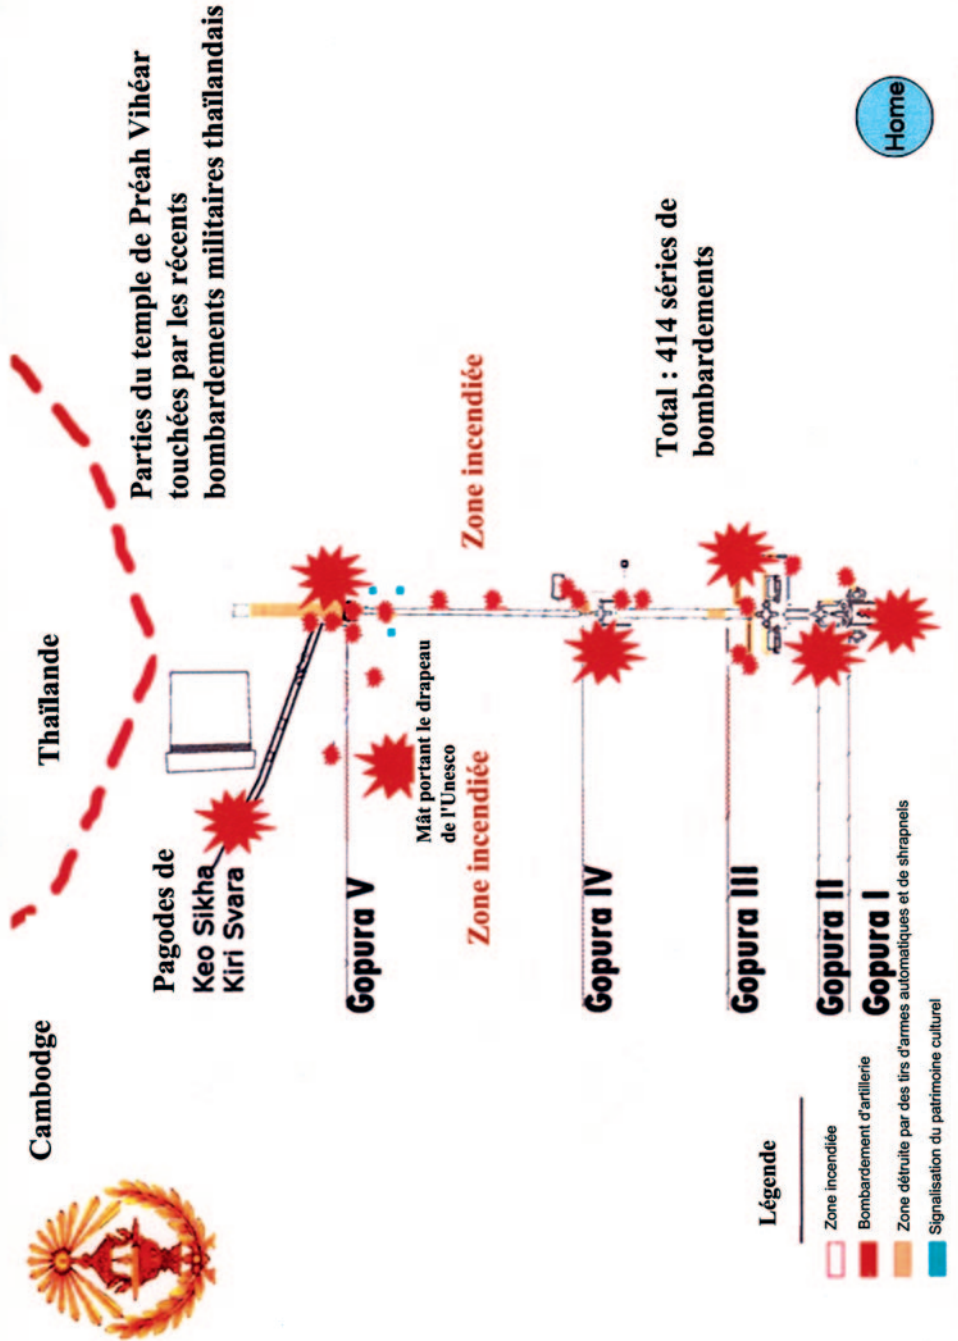 Cambodge
Thaïlande
Parties du temple de Préah Vihéar
touchées par les récents
bombardements militaires thaïlandais
Pagodes de
Keo Sikha
Kiri Svara
Gopura V
Mât portant le drapeau
de l'Unesco
Zone incendiée
Zone incendiée
Gopura IV
Total : 414 séries de
bombardements
Gopura III
Gopura II
Gopura I
Home
Légende
Zone incendiée
Bombardement d'artillerie
Zone détruite par des tirs d'armes automatiques et de shrapnels
Signalisation du patrimoine culturel